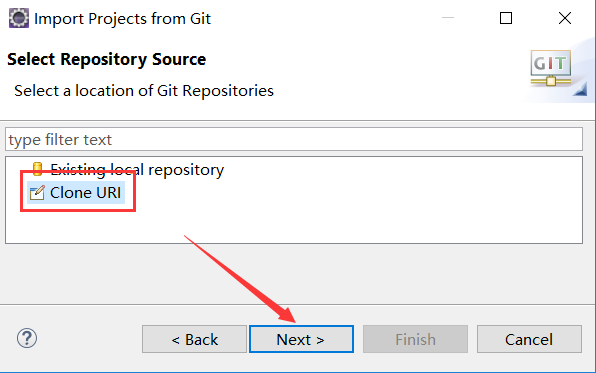 Import Projects from Git
Select Repository Source
Select a location of Git Repositories
GIT
type filter text
Existing local repository
Clone URI
?
< Back
Next >
Finish
Cancel